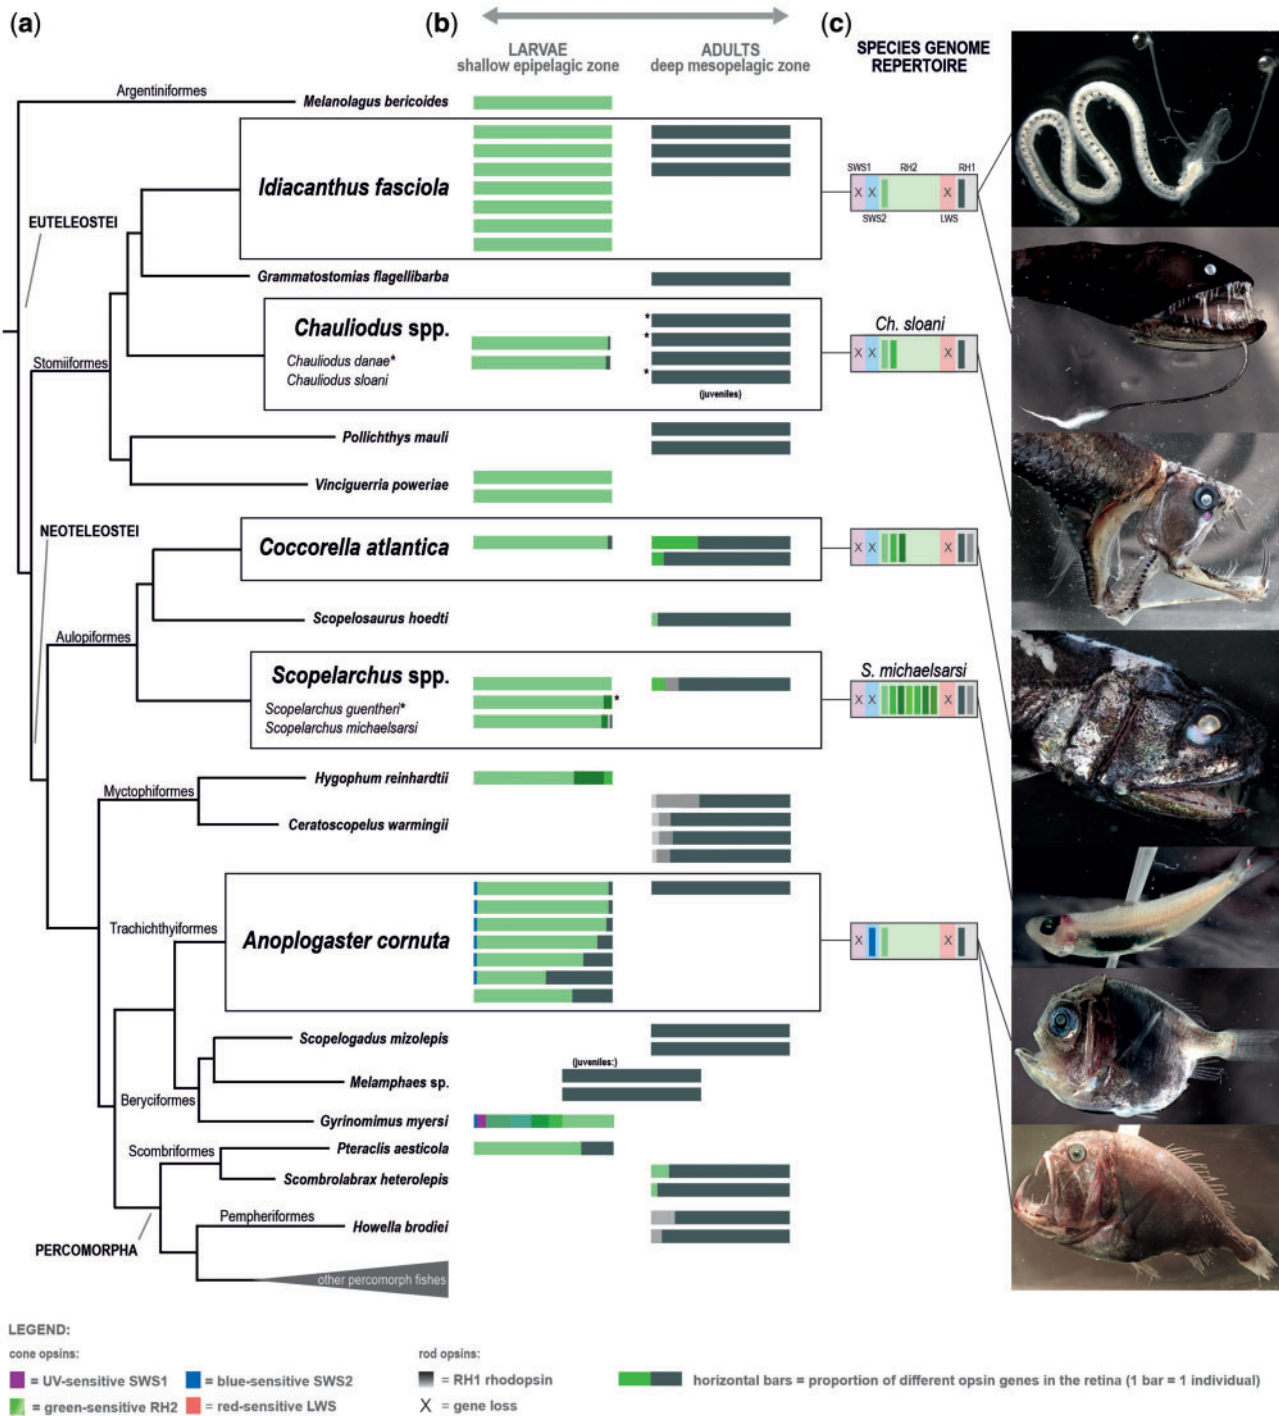 (a)
(b)
(c)
LARVAE
shallow epipelagic zone
ADULTS
deep mesopelagic zone
SPECIES GENOME
REPERTOIRE
Argentiniformes
Melanolagus bericoides
Idiacanthus fasciola
SWS1
RH2
RH1
X X X
SWS2
LWS
EUTELEOSTEI
Grammatostomias flagellibarba
Chauliodus spp.
Chauliodus danae*
Chauliodus sloani
*
*
*
(juveniles)
Ch. sloani
X X X
Stomiiformes
Pollichthys mauli
Vinciguerria poweriae
NEOTELEOSTEI
Coccorella atlantica
X X X
Scopelosaurus hoedti
Aulopiformes
Scopelarchus spp.
Scopelarchus guentheri*
Scopelarchus michaelsarsi
*
S. michaelsarsi
X X X
Hygophum reinhardtii
Myctophiformes
Ceratoscopelus warmingii
Trachichthyiformes
Anoplogaster cornuta
X X
Scopelogadus mizolepis
(juveniles:)
Melamphaes sp.
Beryciformes
Gyrinomimus myersi
Scombriformes
Pteraclis aesticola
Scombrolabrax heterolepis
Pempheriformes
Howella brodiei
PERCOMORPHA
other percomorph fishes
LEGEND:
cone opsins:
rod opsins:
= UV-sensitive SWS1
= blue-sensitive SWS2
= RH1 rhodopsin
horizontal bars = proportion of different opsin genes in the retina (1 bar = 1 individual)
= green-sensitive RH2
= red-sensitive LWS
X = gene loss